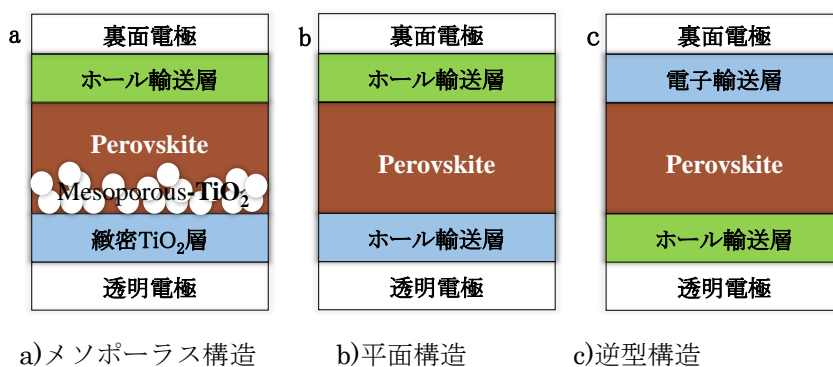 a
裏面電極
ホール輸送層
Perovskite
Mesoporous-TiO₂
緻密TiO₂層
透明電極
b
裏面電極
ホール輸送層
Perovskite
ホール輸送層
透明電極
c
裏面電極
電子輸送層
Perovskite
ホール輸送層
透明電極
a)メソポーラス構造
b)平面構造
c)逆型構造